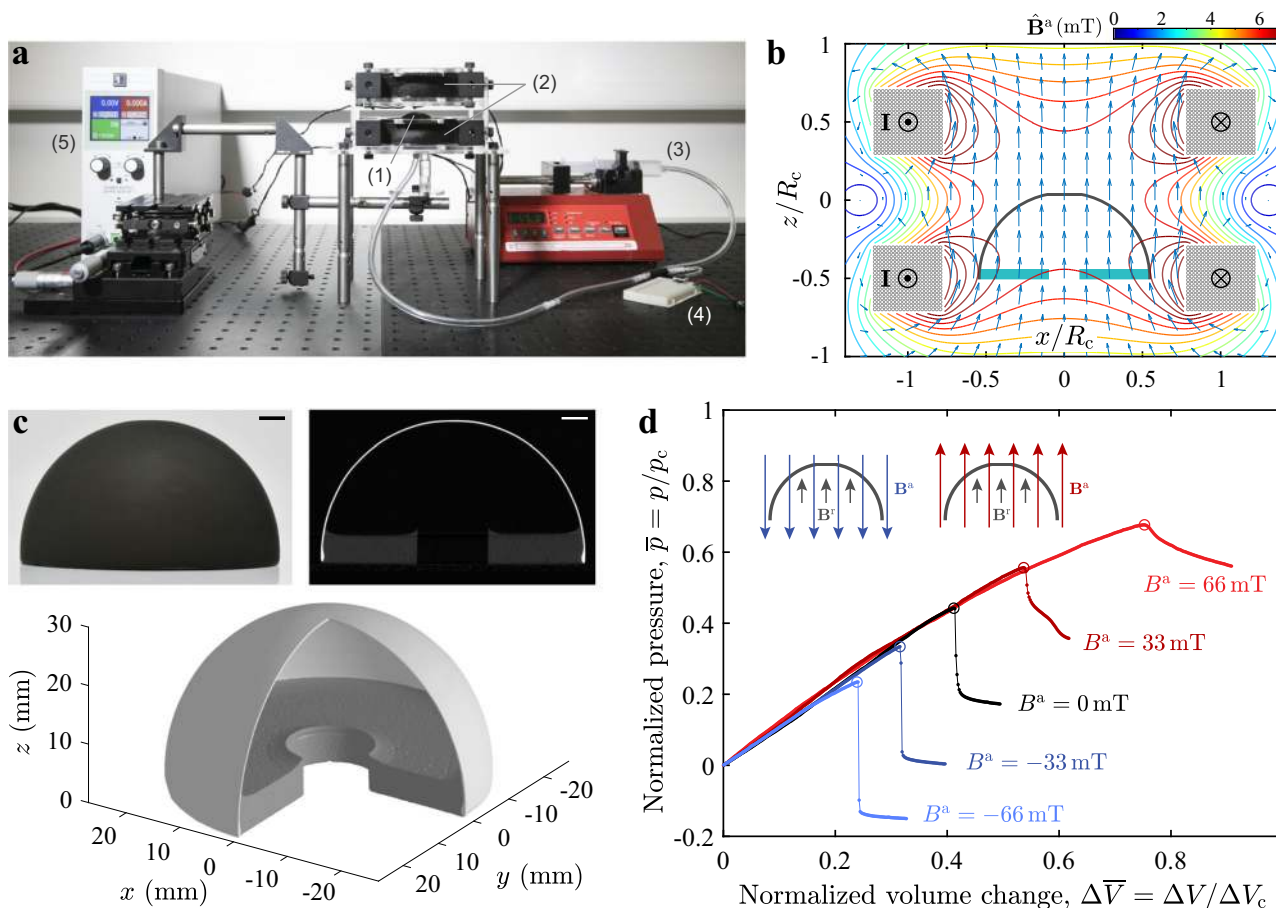 a
(5)
0.00V 0.000A
(2)
(1)
(3)
(4)
b
B̂ᵃ (mT) 0 2 4 6
1
0.5
0
-0.5
-1
z/R_c
I
I
x/R_c
-1 -0.5 0 0.5 1
c
30
20
10
0
z (mm)
20
10
0
-10
-20
x (mm)
-20
-10
0
10
20
y (mm)
d
1
0.8
0.6
0.4
0.2
0
-0.2
Normalized pressure, p̅ = p/p_c
Bᵃ
Bʳ
Bᵃ
Bʳ
Bᵃ = 66 mT
Bᵃ = 33 mT
Bᵃ = 0 mT
Bᵃ = −33 mT
Bᵃ = −66 mT
0 0.2 0.4 0.6 0.8
Normalized volume change, ΔV̅ = ΔV/ΔV_c